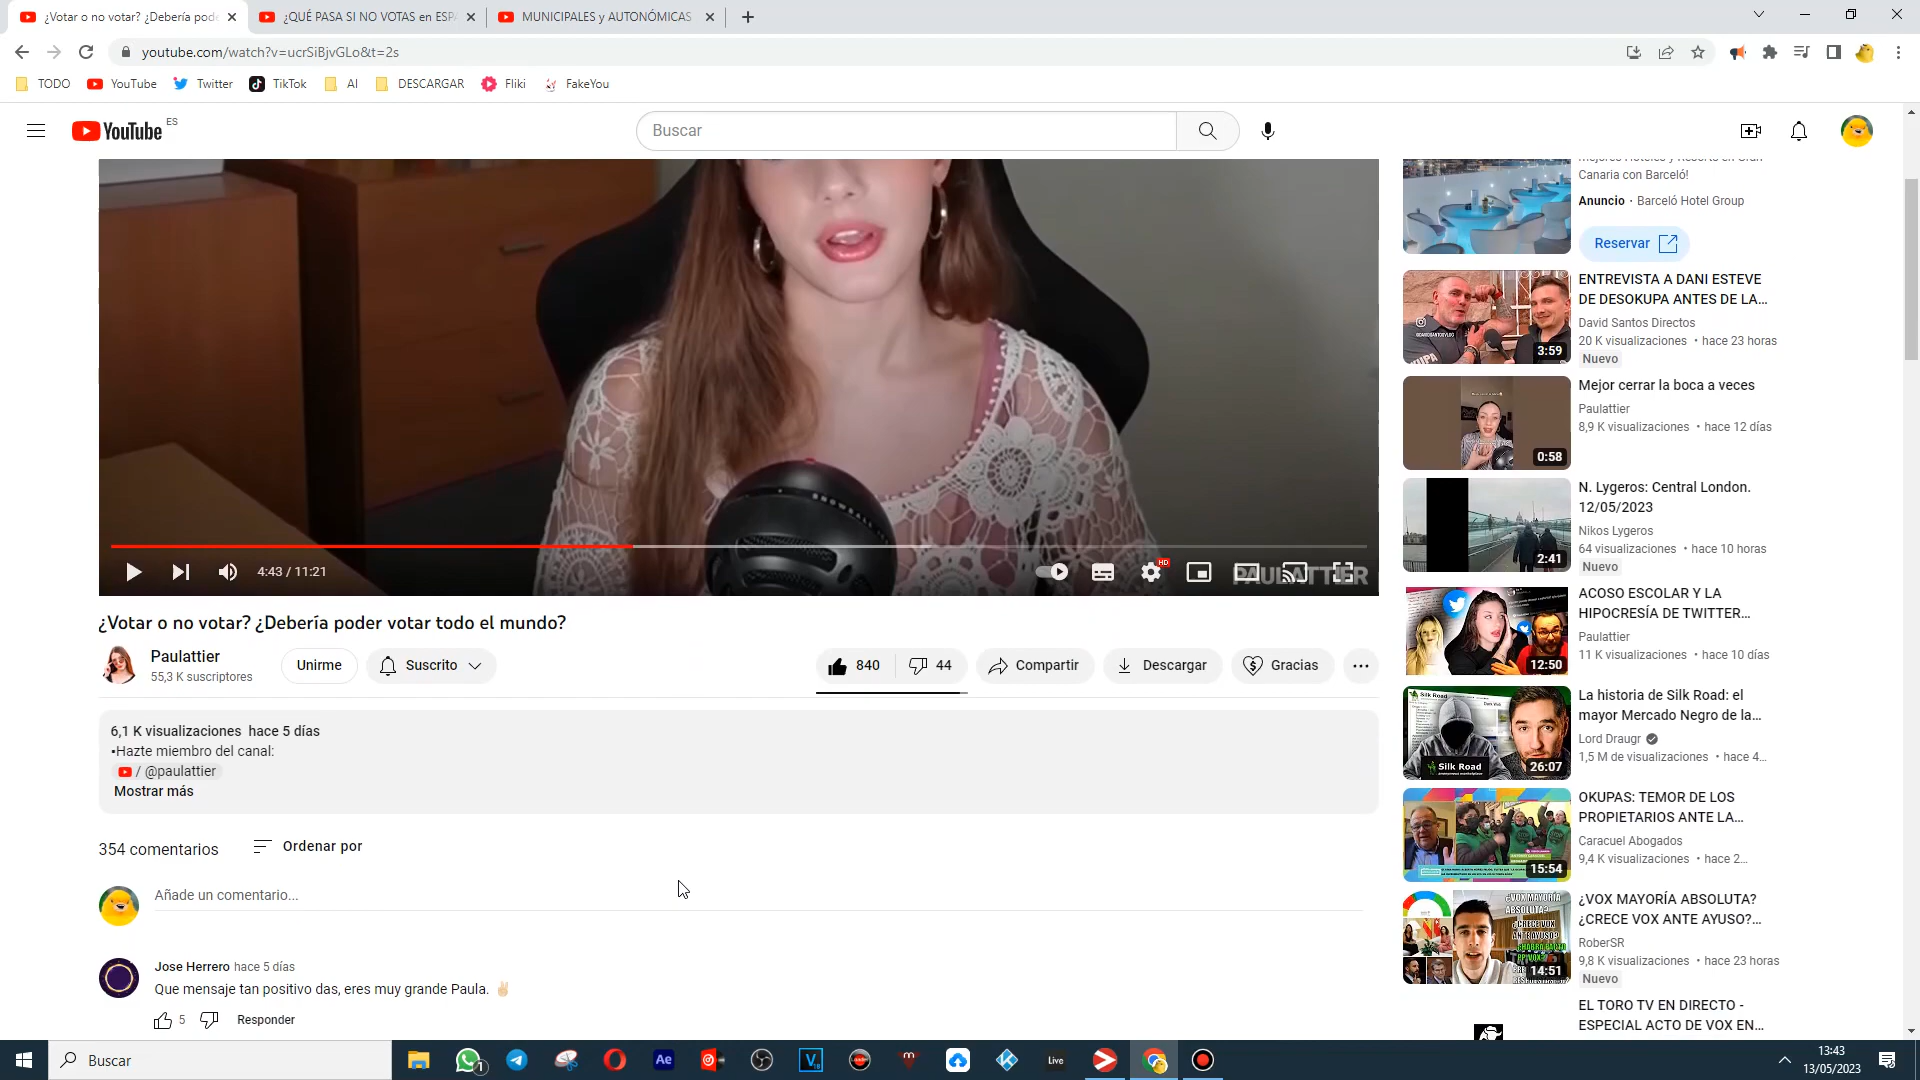 ¿Votar o no votar? ¿Debería pod
¿QUÉ PASA SI NO VOTAS en ESP
MUNICIPALES y AUTONÓMICAS
youtube.com/watch?v=ucrSiBjvGLo&t=2s
TODO
YouTube
Twitter
TikTok
AI
DESCARGAR
Fliki
FakeYou
YouTube ES
Buscar
Canaria con Barceló!
Anuncio · Barceló Hotel Group
Reservar
ENTREVISTA A DANI ESTEVE
DE DESOKUPA ANTES DE LA...
David Santos Directos
20 K visualizaciones • hace 23 horas
Nuevo
3:59
Mejor cerrar la boca a veces
Paulattier
8,9 K visualizaciones • hace 12 días
0:58
N. Lygeros: Central London.
12/05/2023
Nikos Lygeros
64 visualizaciones • hace 10 horas
Nuevo
2:41
ACOSO ESCOLAR Y LA
HIPOCRESÍA DE TWITTER...
Paulattier
11 K visualizaciones • hace 10 días
12:50
La historia de Silk Road: el
mayor Mercado Negro de la...
Lord Draugr
1,5 M de visualizaciones • hace 4...
Silk Road
26:07
OKUPAS: TEMOR DE LOS
PROPIETARIOS ANTE LA...
Caracuel Abogados
9,4 K visualizaciones • hace 2...
15:54
¿VOX MAYORÍA ABSOLUTA?
¿CRECE VOX ANTE AYUSO?...
RoberSR
9,8 K visualizaciones • hace 23 horas
Nuevo
¿VOX MAYORÍA
ABSOLUTA?
¿CRECE VOX
ANTE AYUSO?
14:51
EL TORO TV EN DIRECTO -
ESPECIAL ACTO DE VOX EN...
4:43 / 11:21
HD
PAULATTIER
¿Votar o no votar? ¿Debería poder votar todo el mundo?
Paulattier
55,3 K suscriptores
Unirme
Suscrito
840
44
Compartir
Descargar
Gracias
6,1 K visualizaciones hace 5 días
•Hazte miembro del canal:
/ @paulattier
Mostrar más
354 comentarios
Ordenar por
Añade un comentario...
Jose Herrero hace 5 días
Que mensaje tan positivo das, eres muy grande Paula. ✌🏻
5
Responder
Buscar
1
Ae
V
Live
13:43
13/05/2023